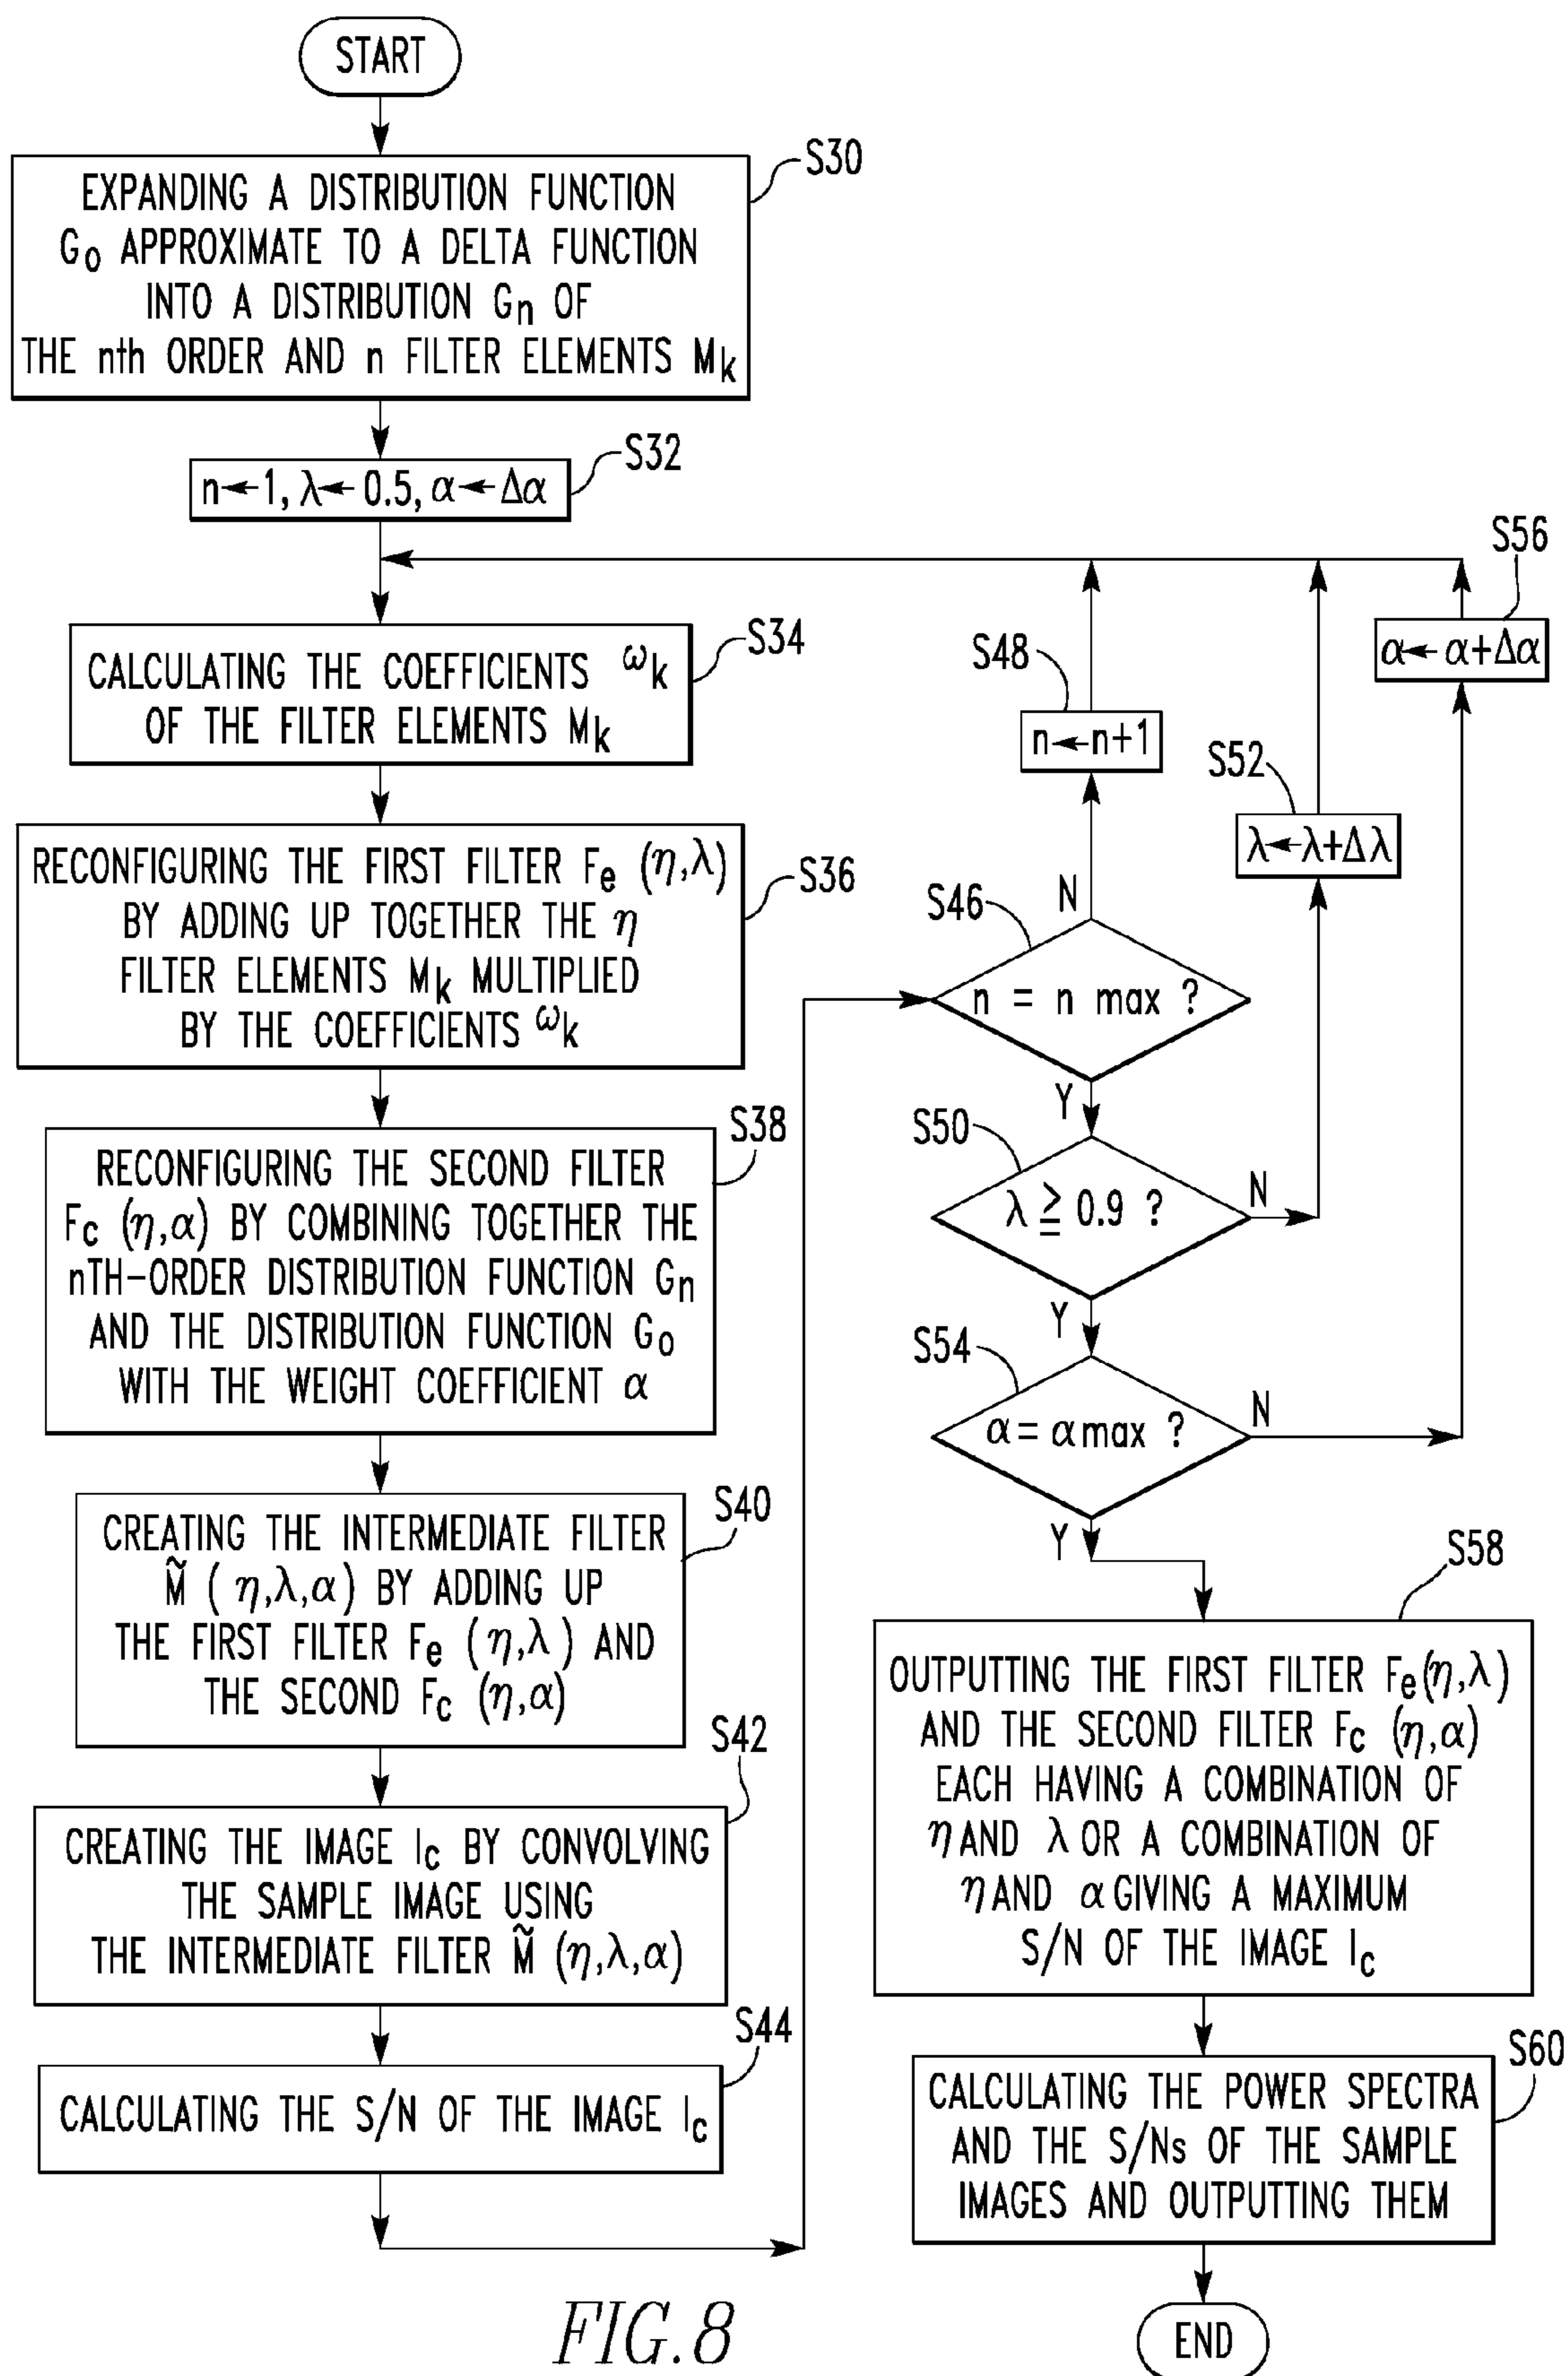 START
S30
EXPANDING A DISTRIBUTION FUNCTION
G₀ APPROXIMATE TO A DELTA FUNCTION
INTO A DISTRIBUTION Gₙ OF
THE nth ORDER AND n FILTER ELEMENTS Mₖ
S32
n←1, λ←0.5, α←Δα
S34
CALCULATING THE COEFFICIENTS ωₖ
OF THE FILTER ELEMENTS Mₖ
S36
RECONFIGURING THE FIRST FILTER Fₑ (η,λ)
BY ADDING UP TOGETHER THE η
FILTER ELEMENTS Mₖ MULTIPLIED
BY THE COEFFICIENTS ωₖ
S38
RECONFIGURING THE SECOND FILTER
F_c (η,α) BY COMBINING TOGETHER THE
nTH-ORDER DISTRIBUTION FUNCTION Gₙ
AND THE DISTRIBUTION FUNCTION G₀
WITH THE WEIGHT COEFFICIENT α
S40
CREATING THE INTERMEDIATE FILTER
M̃ ( η,λ,α) BY ADDING UP
THE FIRST FILTER Fₑ (η,λ) AND
THE SECOND F_c (η,α)
S42
CREATING THE IMAGE I_c BY CONVOLVING
THE SAMPLE IMAGE USING
THE INTERMEDIATE FILTER M̃ (η,λ,α)
S44
CALCULATING THE S/N OF THE IMAGE I_c
S46
n = n max ?
N
Y
S48
n←n+1
S50
λ ≧ 0.9 ?
N
Y
S52
λ←λ+Δλ
S54
α = α max ?
N
Y
S56
α←α+Δα
S58
OUTPUTTING THE FIRST FILTER Fₑ(η,λ)
AND THE SECOND FILTER F_c (η,α)
EACH HAVING A COMBINATION OF
η AND λ OR A COMBINATION OF
η AND α GIVING A MAXIMUM
S/N OF THE IMAGE I_c
S60
CALCULATING THE POWER SPECTRA
AND THE S/Ns OF THE SAMPLE
IMAGES AND OUTPUTTING THEM
END
FIG.8